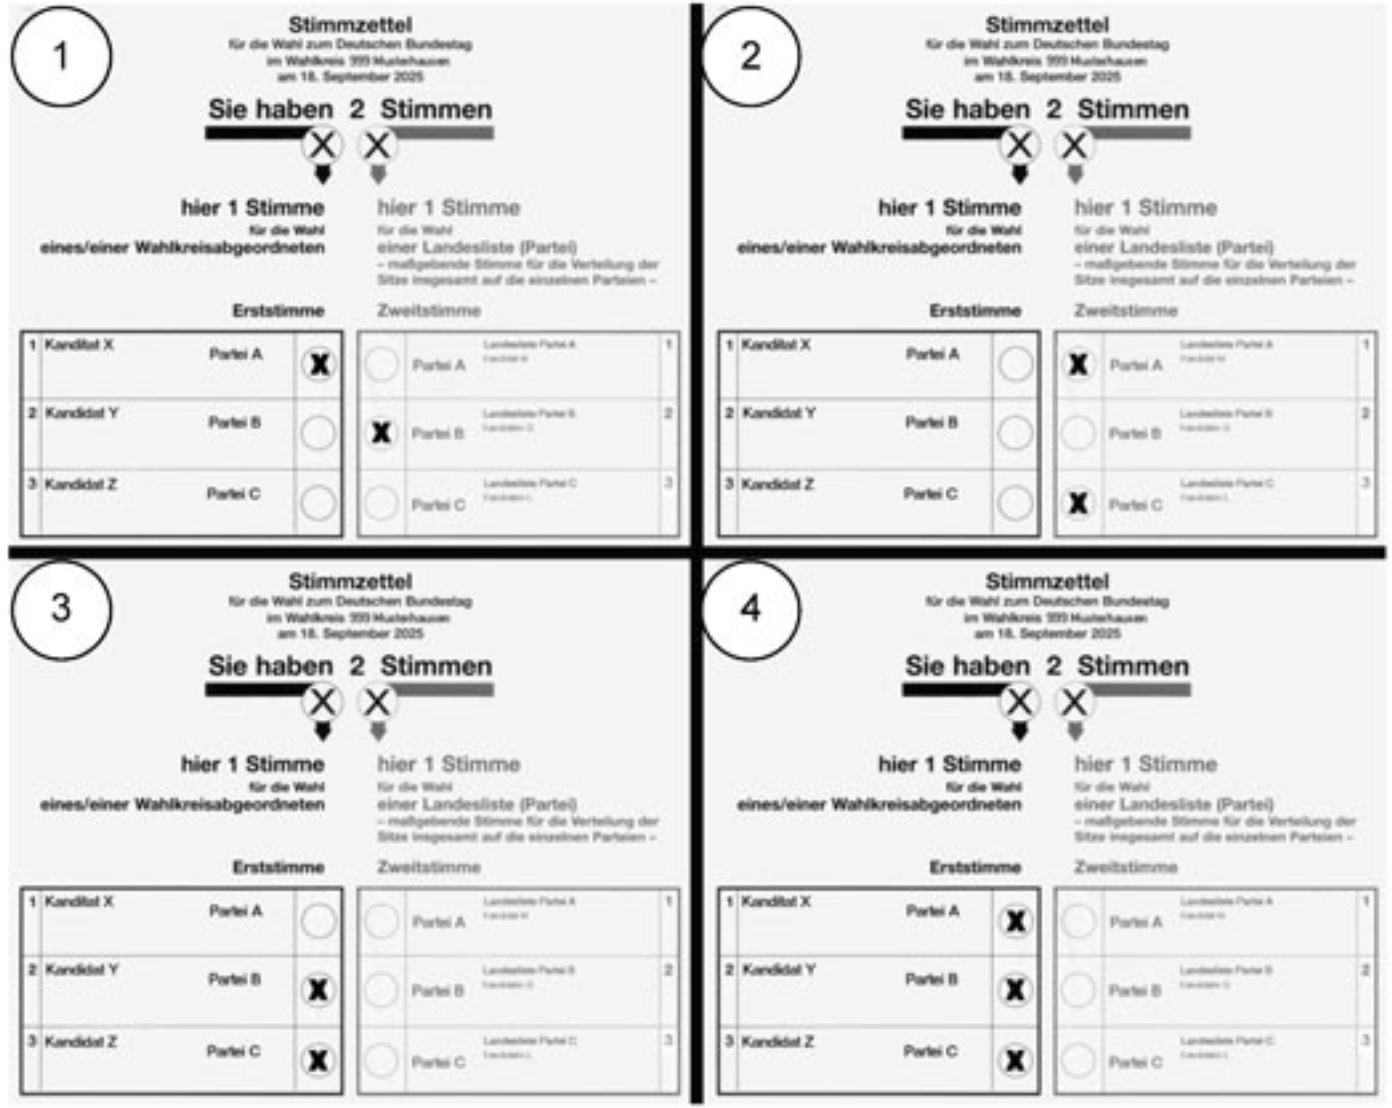 1
Stimmzettel
für die Wahl zum Deutschen Bundestag
im Wahlkreis 999 Musterhausen
am 18. September 2025
Sie haben 2 Stimmen
X X
hier 1 Stimme
für die Wahl
eines/einer Wahlkreisabgeordneten
hier 1 Stimme
für die Wahl
einer Landesliste (Partei)
– maßgebende Stimme für die Verteilung der
Sitze insgesamt auf die einzelnen Parteien –
Erststimme Zweitstimme
1 Kanditat X Partei A X Partei A Landesliste Partei A 1
2 Kandidat Y Partei B X Partei B Landesliste Partei B 2
3 Kandidat Z Partei C Partei C Landesliste Partei C 3
2
Stimmzettel
für die Wahl zum Deutschen Bundestag
im Wahlkreis 999 Musterhausen
am 18. September 2025
Sie haben 2 Stimmen
X X
hier 1 Stimme
für die Wahl
eines/einer Wahlkreisabgeordneten
hier 1 Stimme
für die Wahl
einer Landesliste (Partei)
– maßgebende Stimme für die Verteilung der
Sitze insgesamt auf die einzelnen Parteien –
Erststimme Zweitstimme
1 Kanditat X Partei A X Partei A Landesliste Partei A 1
2 Kandidat Y Partei B Partei B Landesliste Partei B 2
3 Kandidat Z Partei C X Partei C Landesliste Partei C 3
3
Stimmzettel
für die Wahl zum Deutschen Bundestag
im Wahlkreis 999 Musterhausen
am 18. September 2025
Sie haben 2 Stimmen
X X
hier 1 Stimme
für die Wahl
eines/einer Wahlkreisabgeordneten
hier 1 Stimme
für die Wahl
einer Landesliste (Partei)
– maßgebende Stimme für die Verteilung der
Sitze insgesamt auf die einzelnen Parteien –
Erststimme Zweitstimme
1 Kanditat X Partei A Partei A Landesliste Partei A 1
2 Kandidat Y Partei B X Partei B Landesliste Partei B 2
3 Kandidat Z Partei C X Partei C Landesliste Partei C 3
4
Stimmzettel
für die Wahl zum Deutschen Bundestag
im Wahlkreis 999 Musterhausen
am 18. September 2025
Sie haben 2 Stimmen
X X
hier 1 Stimme
für die Wahl
eines/einer Wahlkreisabgeordneten
hier 1 Stimme
für die Wahl
einer Landesliste (Partei)
– maßgebende Stimme für die Verteilung der
Sitze insgesamt auf die einzelnen Parteien –
Erststimme Zweitstimme
1 Kanditat X Partei A X Partei A Landesliste Partei A 1
2 Kandidat Y Partei B X Partei B Landesliste Partei B 2
3 Kandidat Z Partei C X Partei C Landesliste Partei C 3